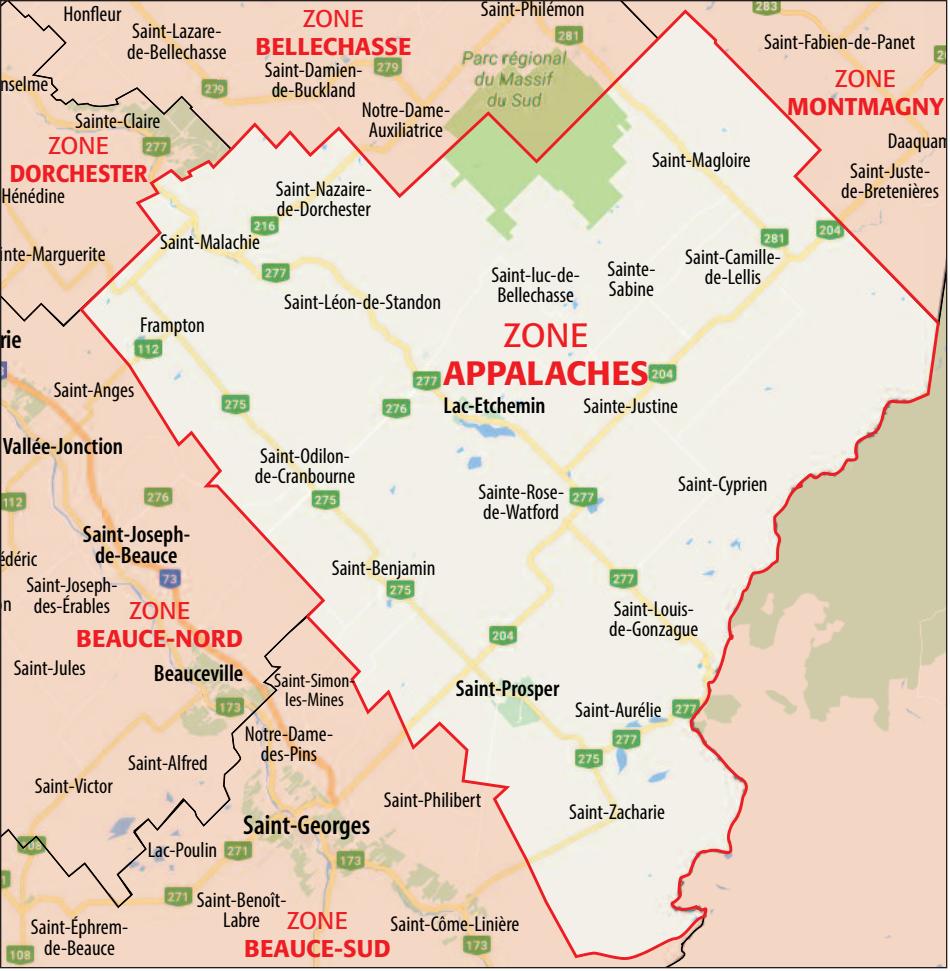 Honfleur
Saint-Lazare-
de-Bellechasse
ZONE
BELLECHASSE
Saint-Philémon
281
283
Saint-Fabien-de-Panet
nselme
279
279
Saint-Damien-
de-Buckland
Parc régional
du Massif
du Sud
ZONE
MONTMAGNY
Sainte-Claire
Notre-Dame-
Auxiliatrice
ZONE
DORCHESTER
277
Daaquam
Saint-Magloire
Saint-Juste-
de-Bretenières
Hénédine
Saint-Nazaire-
de-Dorchester
216
inte-Marguerite
Saint-Malachie
277
281
204
Saint-Camille-
de-Lellis
Saint-luc-de-
Bellechasse
Sainte-
Sabine
Saint-Léon-de-Standon
Frampton
112
rie
ZONE
APPALACHES
277
204
Saint-Anges
275
276
Lac-Etchemin
Sainte-Justine
Vallée-Jonction
Saint-Odilon-
de-Cranbourne
275
Sainte-Rose-
de-Watford
277
Saint-Cyprien
112
276
Saint-Joseph-
de-Beauce
édéric
73
Saint-Benjamin
275
277
Saint-Joseph-
des-Érables
n
ZONE
BEAUCE-NORD
Saint-Louis-
de-Gonzague
204
Saint-Jules
Beauceville
Saint-Simon-
les-Mines
Saint-Prosper
173
Saint-Aurélie
277
277
275
Notre-Dame-
des-Pins
Saint-Alfred
Saint-Victor
Saint-Philibert
Saint-Zacharie
Saint-Georges
108
Lac-Poulin
271
173
271
Saint-Benoît-
Labre
ZONE
BEAUCE-SUD
Saint-Éphrem-
de-Beauce
108
Saint-Côme-Linière
173